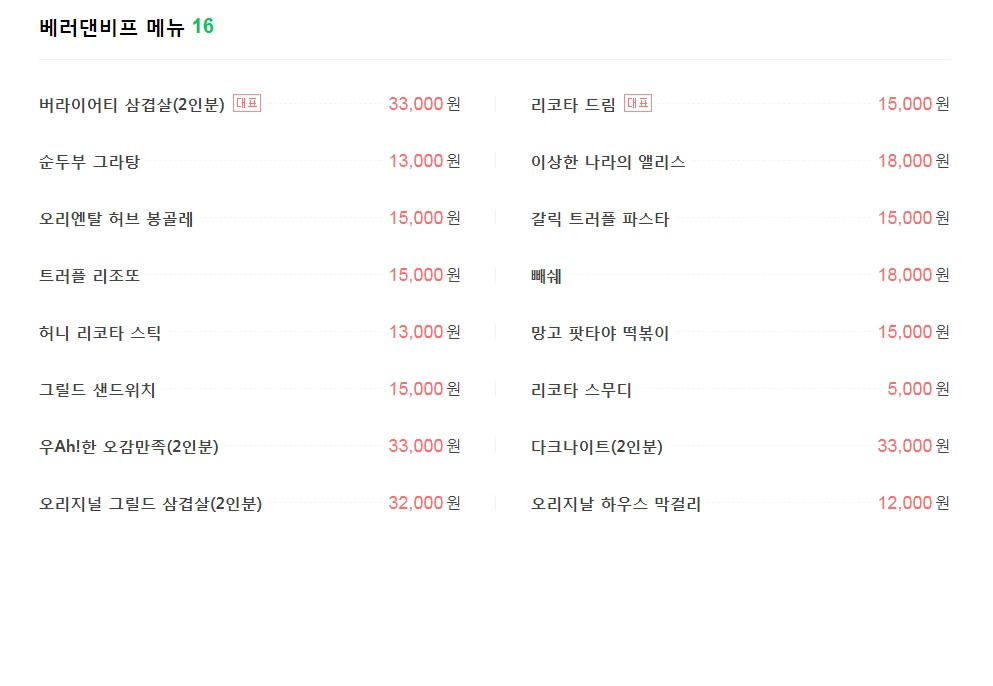 베러댄비프 메뉴 16
버라이어티 삼겹살(2인분) 대표 33,000원
리코타 드림 대표 15,000원
순두부 그라탕 13,000원
이상한 나라의 앨리스 18,000원
오리엔탈 허브 봉골레 15,000원
갈릭 트러플 파스타 15,000원
트러플 리조또 15,000원
빼쉐 18,000원
허니 리코타 스틱 13,000원
망고 팟타야 떡볶이 15,000원
그릴드 샌드위치 15,000원
리코타 스무디 5,000원
우Ah!한 오감만족(2인분) 33,000원
다크나이트(2인분) 33,000원
오리지널 그릴드 삼겹살(2인분) 32,000원
오리지날 하우스 막걸리 12,000원